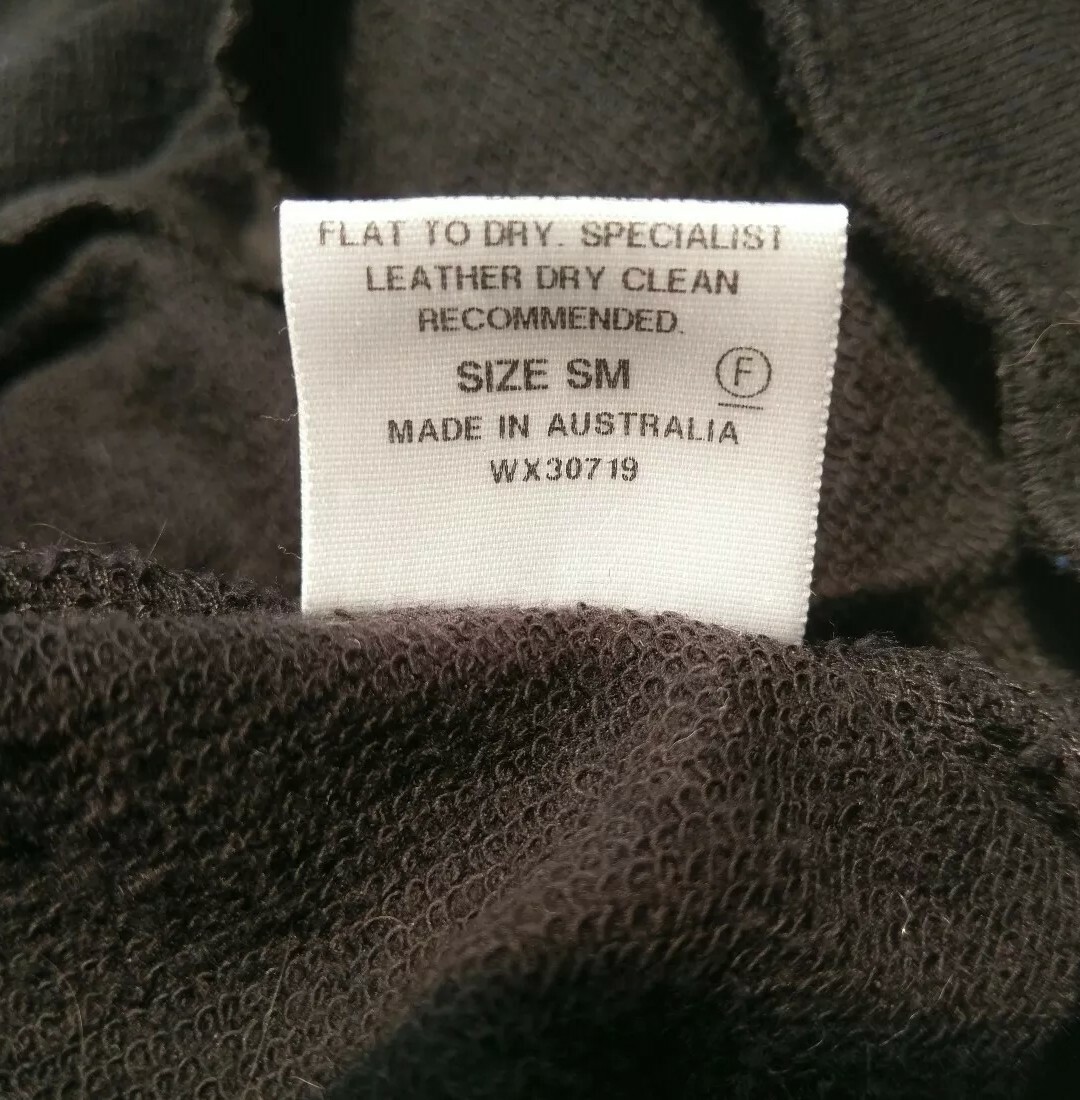 FLAT TO DRY. SPECIALIST
LEATHER DRY CLEAN
RECOMMENDED.
SIZE SM
F
MADE IN AUSTRALIA
WX30719